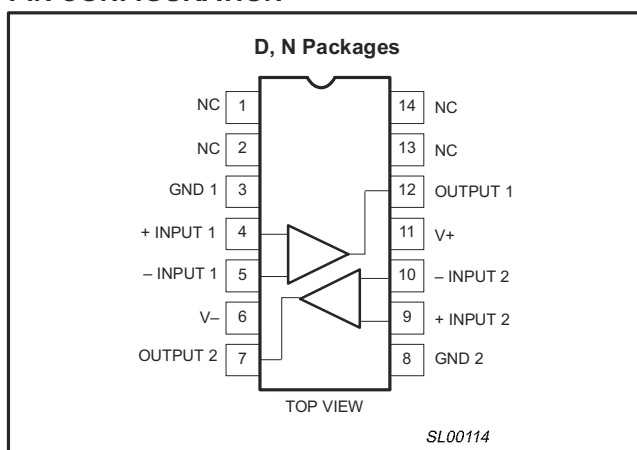 D, N Packages
NC 1 14 NC
NC 2 13 NC
GND 1 3 12 OUTPUT 1
+ INPUT 1 4 11 V+
– INPUT 1 5 10 – INPUT 2
V– 6 9 + INPUT 2
OUTPUT 2 7 8 GND 2
TOP VIEW
SL00114